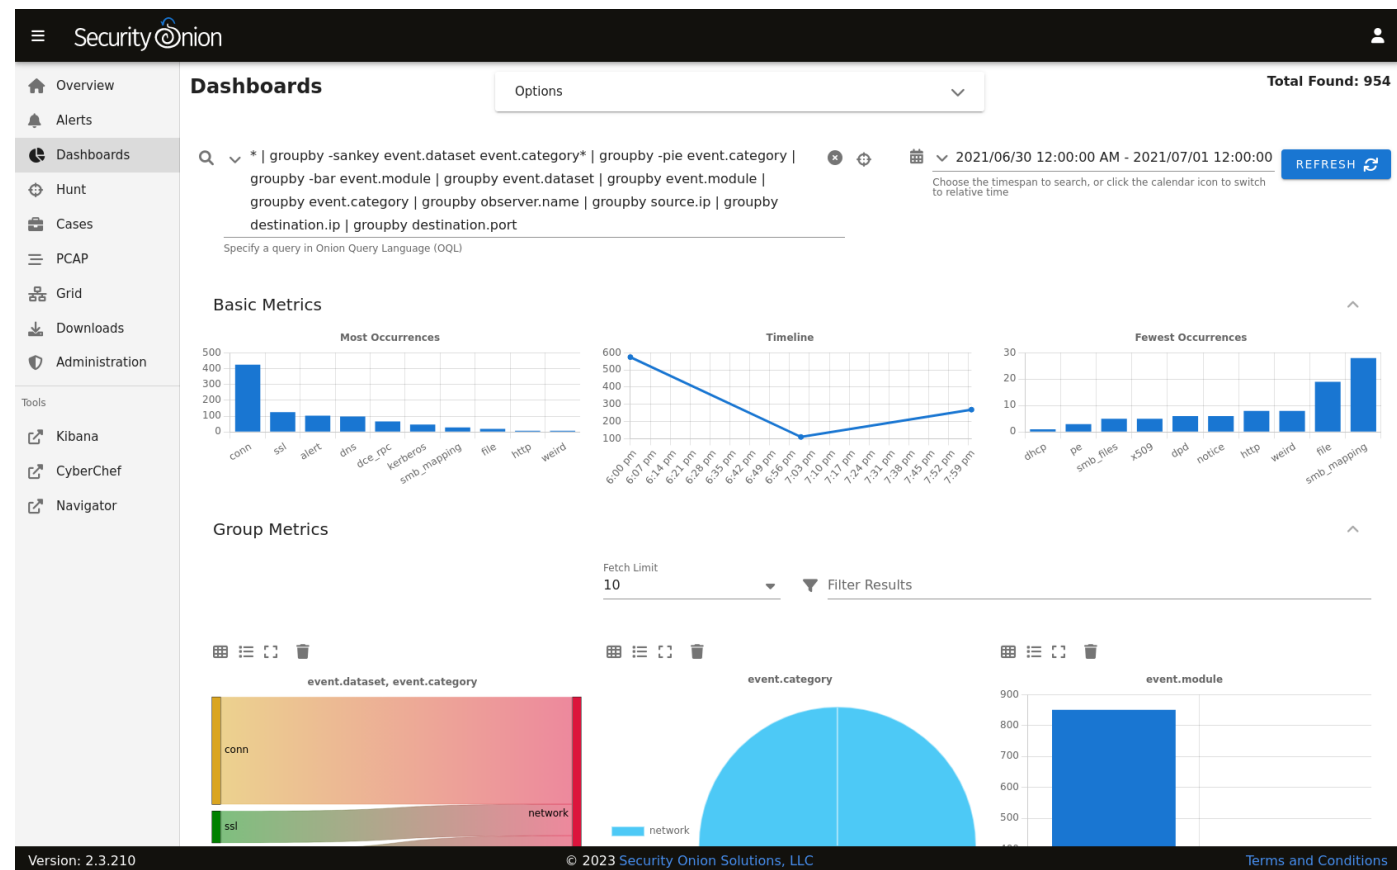 Security Onion
Overview
Alerts
Dashboards
Hunt
Cases
PCAP
Grid
Downloads
Administration
Tools
Kibana
CyberChef
Navigator
Dashboards
Options
Total Found: 954
* | groupby -sankey event.dataset event.category* | groupby -pie event.category |
groupby -bar event.module | groupby event.dataset | groupby event.module |
groupby event.category | groupby observer.name | groupby source.ip | groupby
destination.ip | groupby destination.port
Specify a query in Onion Query Language (OQL)
2021/06/30 12:00:00 AM - 2021/07/01 12:00:00
Choose the timespan to search, or click the calendar icon to switch
to relative time
REFRESH
Basic Metrics
Most Occurrences
500
400
300
200
100
0
conn
ssl
alert
dns
dce_rpc
kerberos
smb_mapping
file
http
weird
Timeline
600
500
400
300
200
100
6:00 pm
6:07 pm
6:14 pm
6:21 pm
6:28 pm
6:35 pm
6:42 pm
6:49 pm
6:56 pm
7:03 pm
7:10 pm
7:17 pm
7:24 pm
7:31 pm
7:38 pm
7:45 pm
7:52 pm
7:59 pm
Fewest Occurrences
30
20
10
0
dhcp
pe
smb_files
x509
dpd
notice
http
weird
file
smb_mapping
Group Metrics
Fetch Limit
10
Filter Results
event.dataset, event.category
conn
ssl
network
event.category
network
event.module
900
800
700
600
500
Version: 2.3.210
© 2023 Security Onion Solutions, LLC
Terms and Conditions